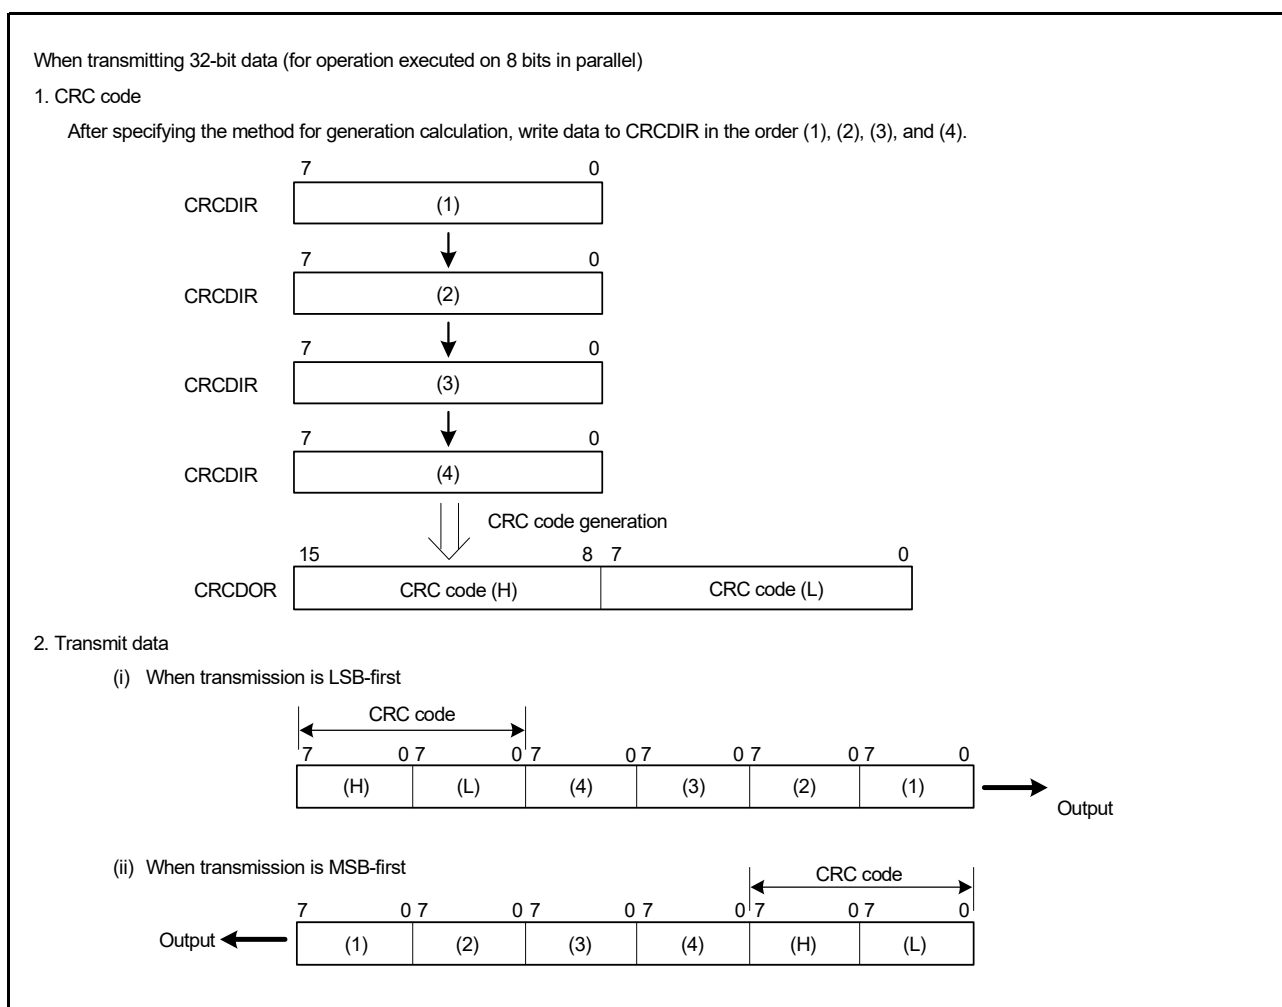 When transmitting 32-bit data (for operation executed on 8 bits in parallel)
1. CRC code
After specifying the method for generation calculation, write data to CRCDIR in the order (1), (2), (3), and (4).
7 0
CRCDIR (1)
7 0
CRCDIR (2)
7 0
CRCDIR (3)
7 0
CRCDIR (4)
CRC code generation
15 8 7 0
CRCDOR CRC code (H) CRC code (L)
2. Transmit data
(i) When transmission is LSB-first
CRC code
7 0 7 0 7 0 7 0 7 0 7 0
(H) (L) (4) (3) (2) (1)
Output
(ii) When transmission is MSB-first
CRC code
7 0 7 0 7 0 7 0 7 0 7 0
Output (1) (2) (3) (4) (H) (L)